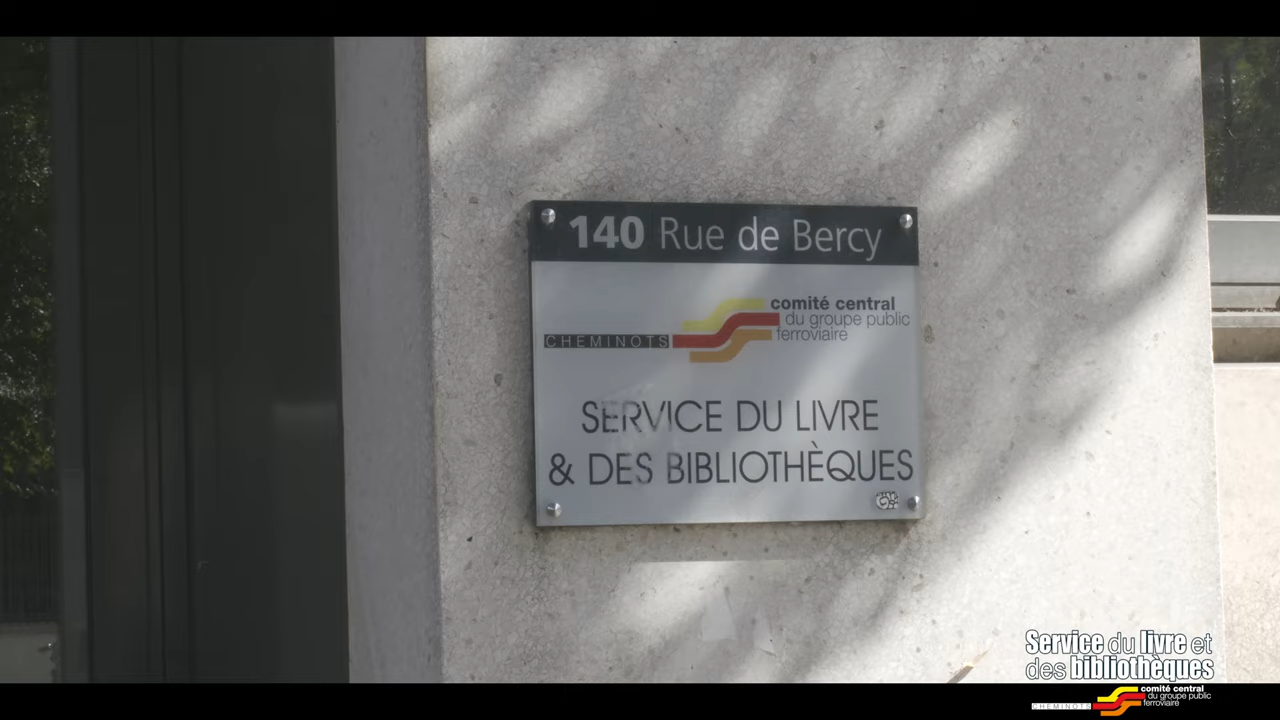 140 Rue de Bercy
comité central
du groupe public
ferroviaire
CHEMINOTS
SERVICE DU LIVRE
& DES BIBLIOTHÈQUES
Service du livre et
des bibliothèques
comité central
du groupe public
ferroviaire
CHEMINOTS